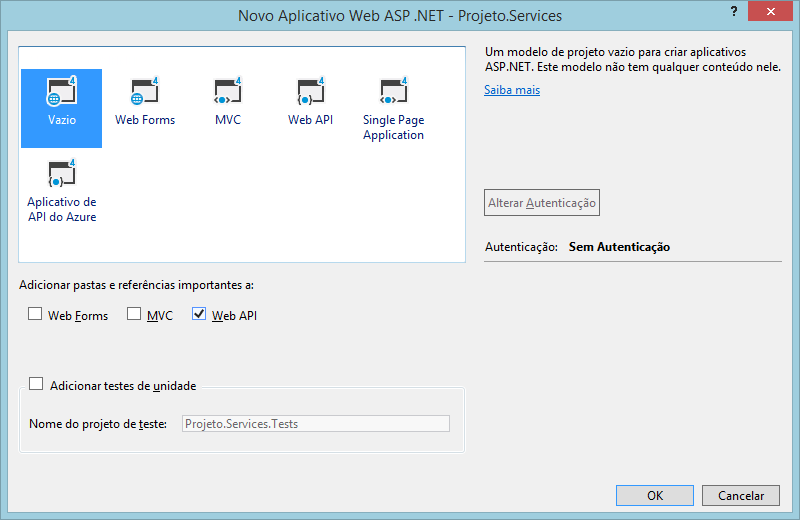 Novo Aplicativo Web ASP .NET - Projeto.Services
?
Vazio
Web Forms
MVC
Web API
Single Page
Application
Aplicativo de
API do Azure
Um modelo de projeto vazio para criar aplicativos
ASP.NET. Este modelo não tem qualquer conteúdo nele.
Saiba mais
Alterar Autenticação
Autenticação: Sem Autenticação
Adicionar pastas e referências importantes a:
Web Forms
MVC
Web API
Adicionar testes de unidade
Nome do projeto de teste:
Projeto.Services.Tests
OK
Cancelar